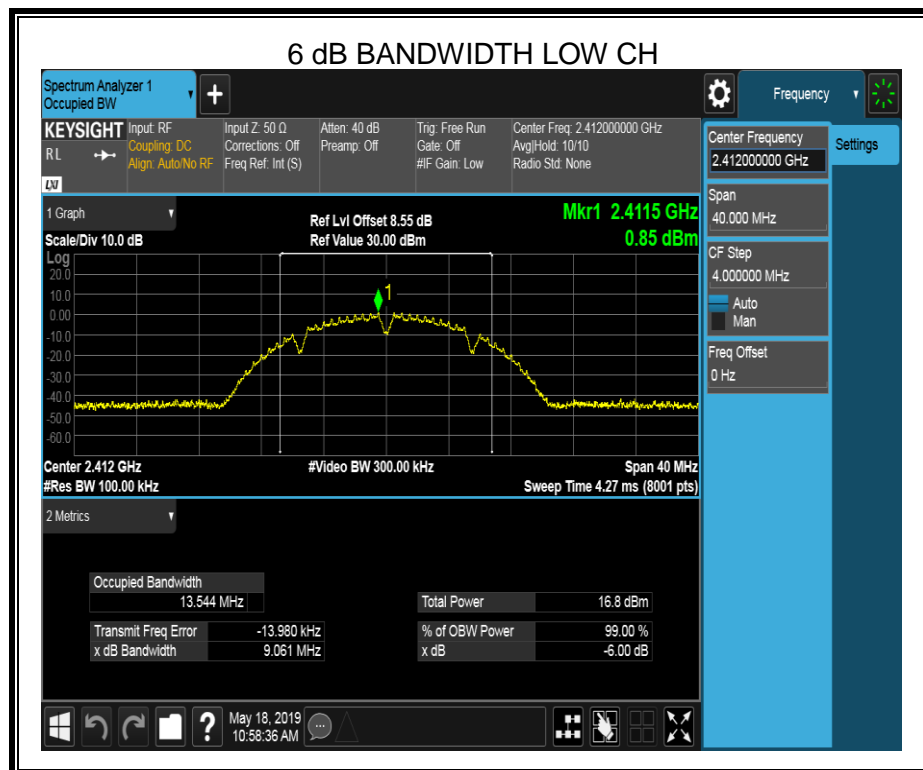 6 dB BANDWIDTH LOW CH
Spectrum Analyzer 1
Occupied BW
Frequency
KEYSIGHT
RL
LXI
Input: RF
Coupling: DC
Align: Auto/No RF
Input Z: 50 Ω
Corrections: Off
Freq Ref: Int (S)
Atten: 40 dB
Preamp: Off
Trig: Free Run
Gate: Off
#IF Gain: Low
Center Freq: 2.412000000 GHz
Avg|Hold: 10/10
Radio Std: None
Center Frequency
2.412000000 GHz
Settings
Span
40.000 MHz
CF Step
4.000000 MHz
Auto
Man
Freq Offset
0 Hz
1 Graph
Scale/Div 10.0 dB
Ref Lvl Offset 8.55 dB
Ref Value 30.00 dBm
Mkr1 2.4115 GHz
0.85 dBm
Log
20.0
10.0
0.00
-10.0
-20.0
-30.0
-40.0
-50.0
-60.0
1
Center 2.412 GHz
#Res BW 100.00 kHz
#Video BW 300.00 kHz
Span 40 MHz
Sweep Time 4.27 ms (8001 pts)
2 Metrics
Occupied Bandwidth
13.544 MHz
Transmit Freq Error -13.980 kHz
x dB Bandwidth 9.061 MHz
Total Power 16.8 dBm
% of OBW Power 99.00 %
x dB -6.00 dB
?
May 18, 2019
10:58:36 AM